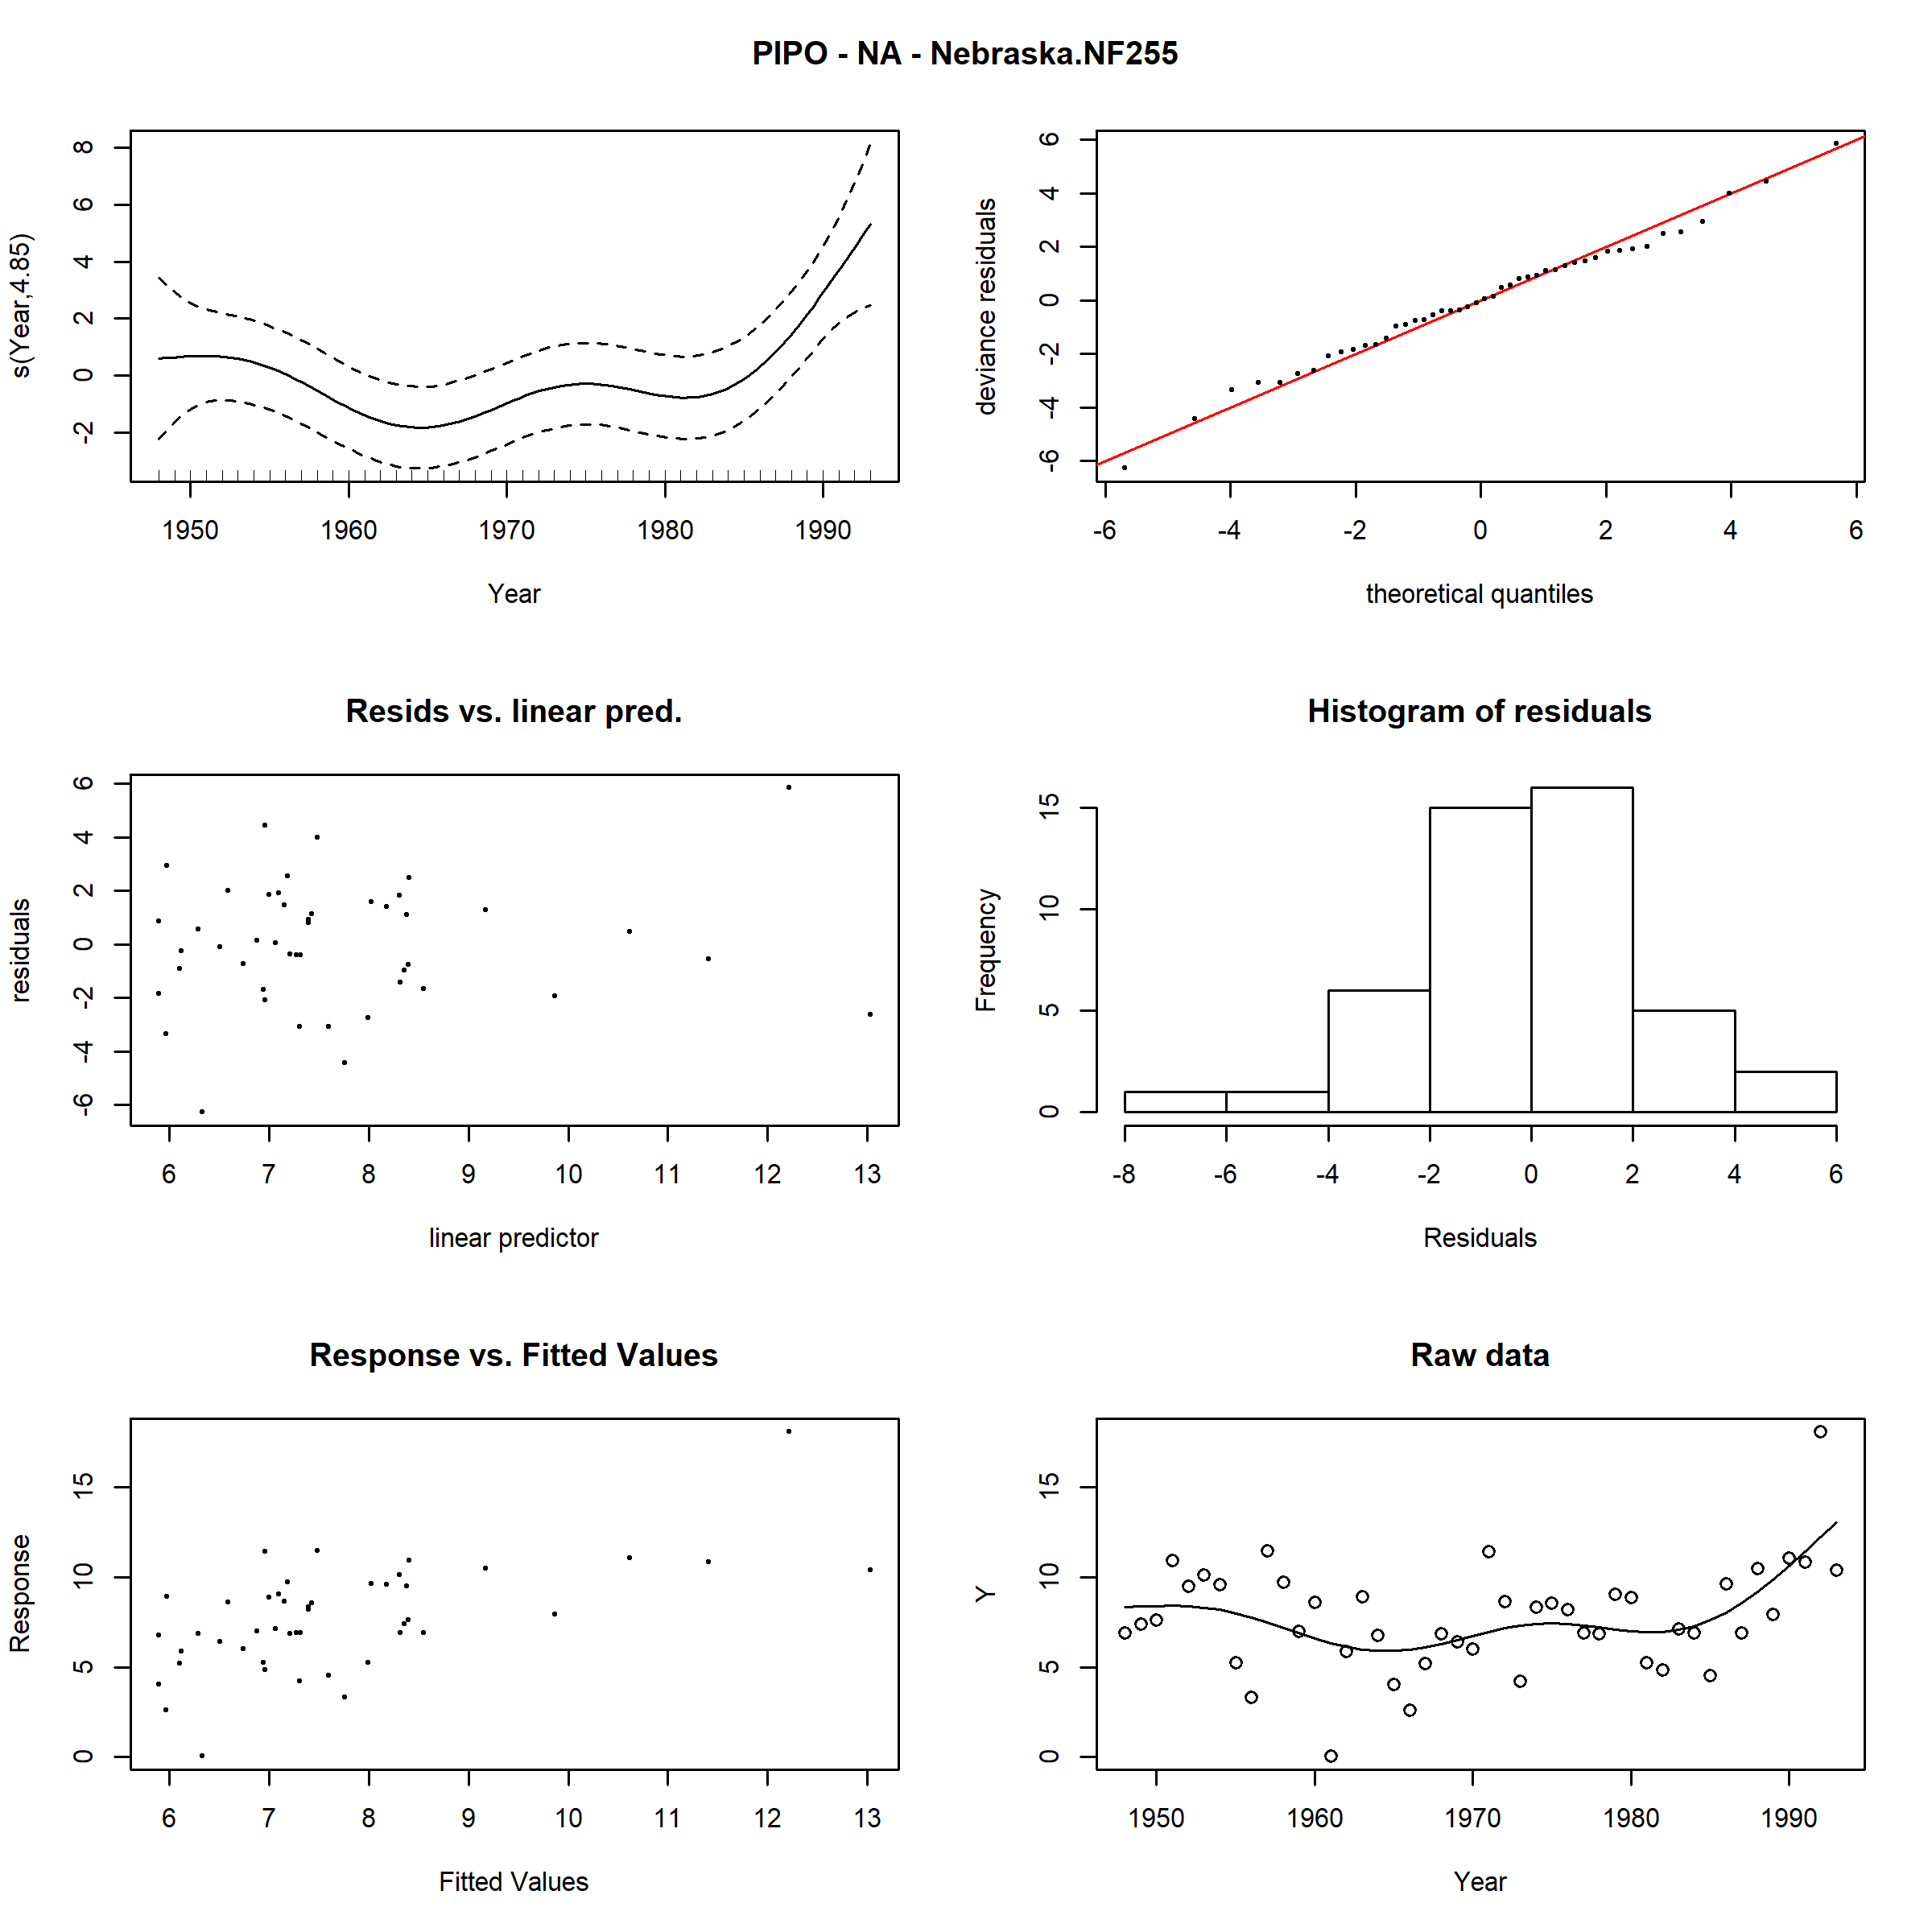 PIPO - NA - Nebraska.NF255
s(Year,4.85)
8
6
4
2
0
-2
1950 1960 1970 1980 1990
Year
deviance residuals
6
4
2
0
-2
-4
-6
-6 -4 -2 0 2 4 6
theoretical quantiles
Resids vs. linear pred.
residuals
6
4
2
0
-2
-4
-6
6 7 8 9 10 11 12 13
linear predictor
Histogram of residuals
Frequency
15
10
5
0
-8 -6 -4 -2 0 2 4 6
Residuals
Response vs. Fitted Values
Response
15
10
5
0
6 7 8 9 10 11 12 13
Fitted Values
Raw data
Y
15
10
5
0
1950 1960 1970 1980 1990
Year